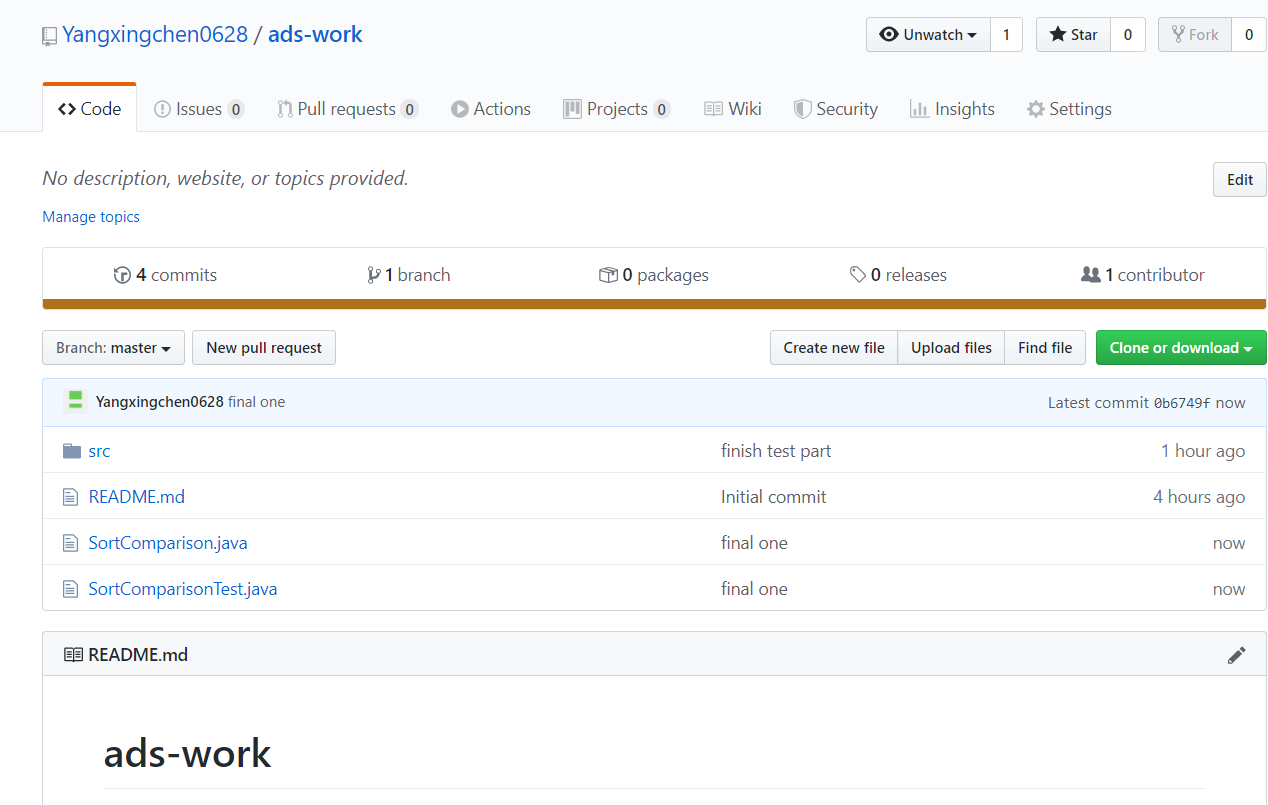 Yangxingchen0628 / ads-work
Unwatch 1 Star 0 Fork 0
Code Issues 0 Pull requests 0 Actions Projects 0 Wiki Security Insights Settings
No description, website, or topics provided. Edit
Manage topics
4 commits 1 branch 0 packages 0 releases 1 contributor
Branch: master New pull request Create new file Upload files Find file Clone or download
Yangxingchen0628 final one Latest commit 0b6749f now
src finish test part 1 hour ago
README.md Initial commit 4 hours ago
SortComparison.java final one now
SortComparisonTest.java final one now
README.md
ads-work